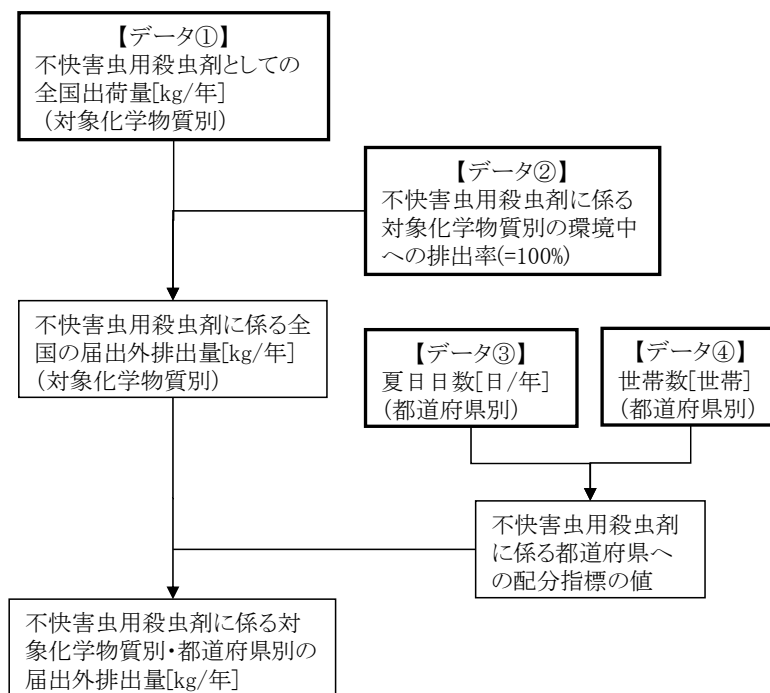 【データ①】
不快害虫用殺虫剤としての
全国出荷量[kg/年]
(対象化学物質別)
【データ②】
不快害虫用殺虫剤に係る
対象化学物質別の環境中
への排出率(=100%)
不快害虫用殺虫剤に係る全
国の届出外排出量[kg/年]
(対象化学物質別)
【データ③】
夏日日数[日/年]
(都道府県別)
【データ④】
世帯数[世帯]
(都道府県別)
不快害虫用殺虫剤
に係る都道府県へ
の配分指標の値
不快害虫用殺虫剤に係る対
象化学物質別・都道府県別の
届出外排出量[kg/年]